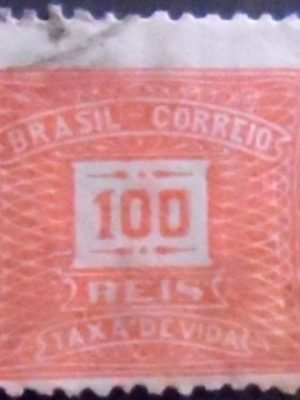 BRASIL CORREIO
100
REIS
TAXA DEVIDA